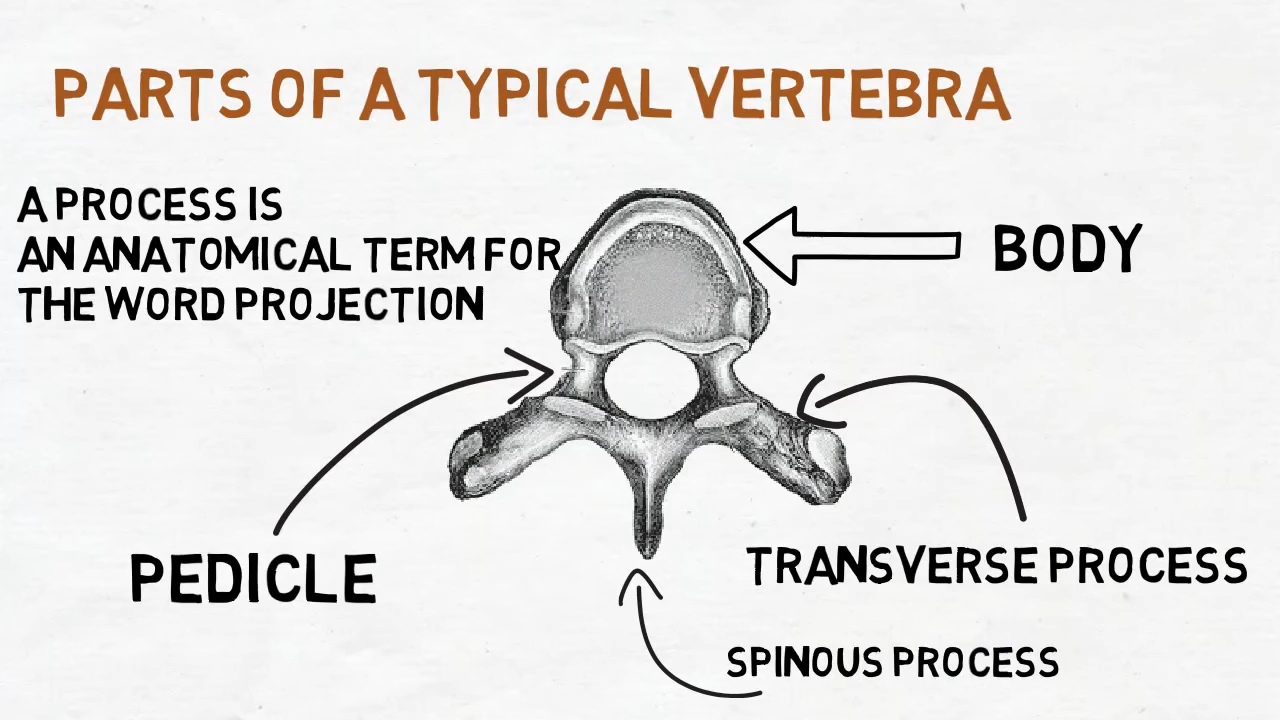 PARTS OF A TYPICAL VERTEBRA
A PROCESS IS
AN ANATOMICAL TERM FOR
THE WORD PROJECTION
BODY
PEDICLE
TRANSVERSE PROCESS
SPINOUS PROCESS